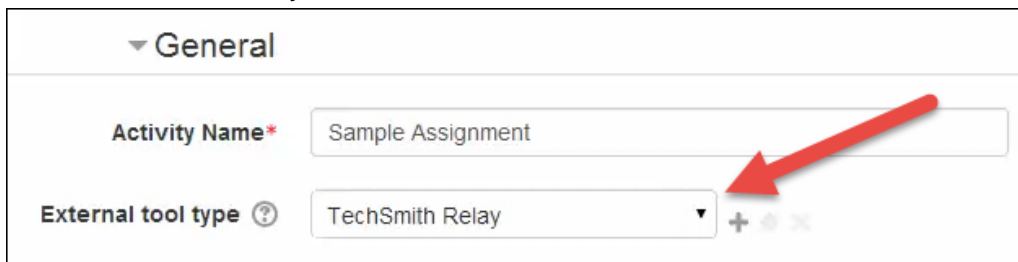 General
Activity Name* Sample Assignment
External tool type ? TechSmith Relay